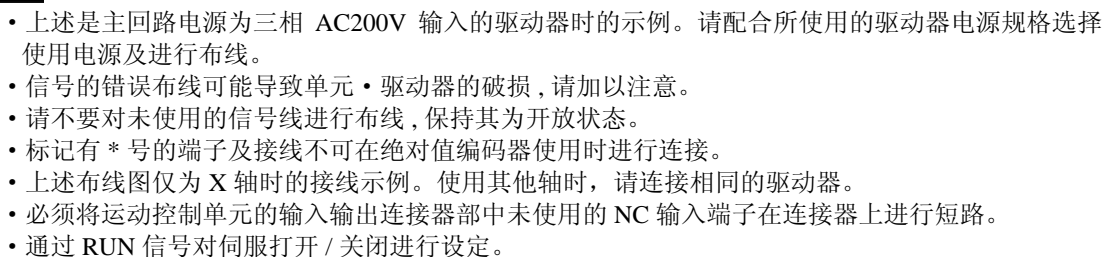 ・上述是主回路电源为三相 AC200V 输入的驱动器时的示例。请配合所使用的驱动器电源规格选择
使用电源及进行布线。
・信号的错误布线可能导致单元・驱动器的破损 , 请加以注意。
・请不要对未使用的信号线进行布线 , 保持其为开放状态。
・标记有 * 号的端子及接线不可在绝对值编码器使用时进行连接。
・上述布线图仅为 X 轴时的接线示例。使用其他轴时，请连接相同的驱动器。
・必须将运动控制单元的输入输出连接器部中未使用的 NC 输入端子在连接器上进行短路。
・通过 RUN 信号对伺服打开 / 关闭进行设定。